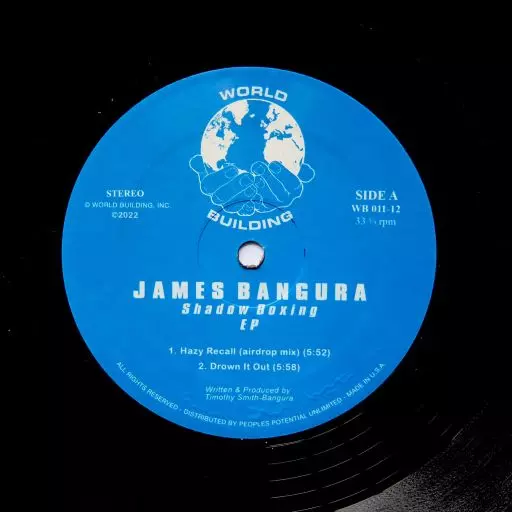 WORLD
BUILDING
STEREO
© WORLD BUILDING, INC.
©2022
SIDE A
WB 011-12
33 ⅓ rpm
JAMES BANGURA
Shadow Boxing
EP
1. Hazy Recall (airdrop mix) (5:52)
2. Drown It Out (5:58)
Written & Produced by
Timothy Smith-Bangura
ALL RIGHTS RESERVED . DISTRIBUTED BY PEOPLES POTENTIAL UNLIMITED . MADE IN U.S.A